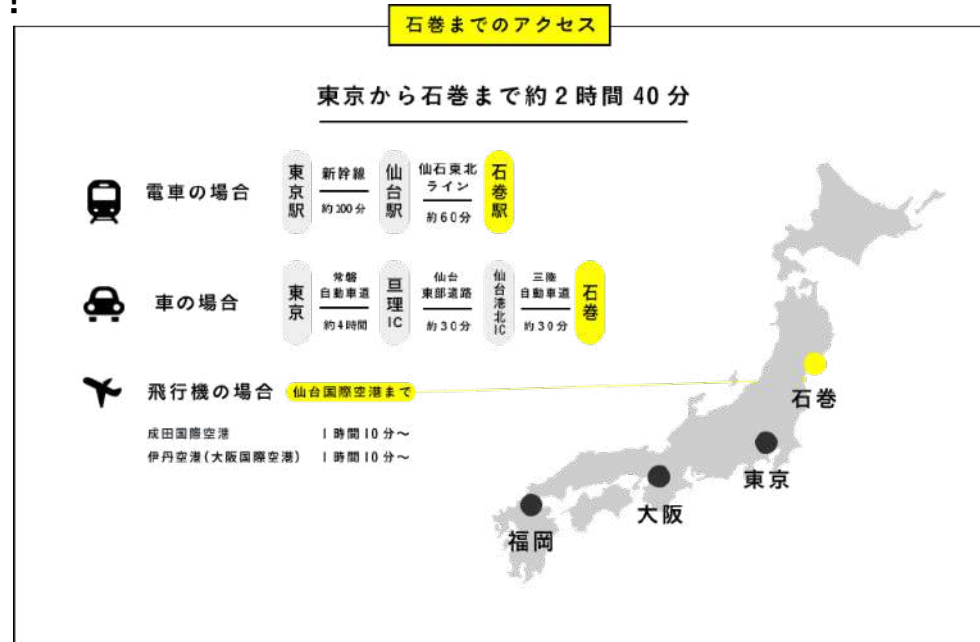 石巻までのアクセス
東京から石巻まで約2時間40分
電車の場合
東京駅
新幹線
約100分
仙台駅
仙石東北
ライン
約60分
石巻駅
車の場合
東京
常磐
自動車道
約4時間
亘理IC
仙台
東部道路
約30分
仙台港北IC
三陸
自動車道
約30分
石巻
飛行機の場合
仙台国際空港まで
成田国際空港 1時間10分～
伊丹空港(大阪国際空港) 1時間10分～
石巻
東京
大阪
福岡